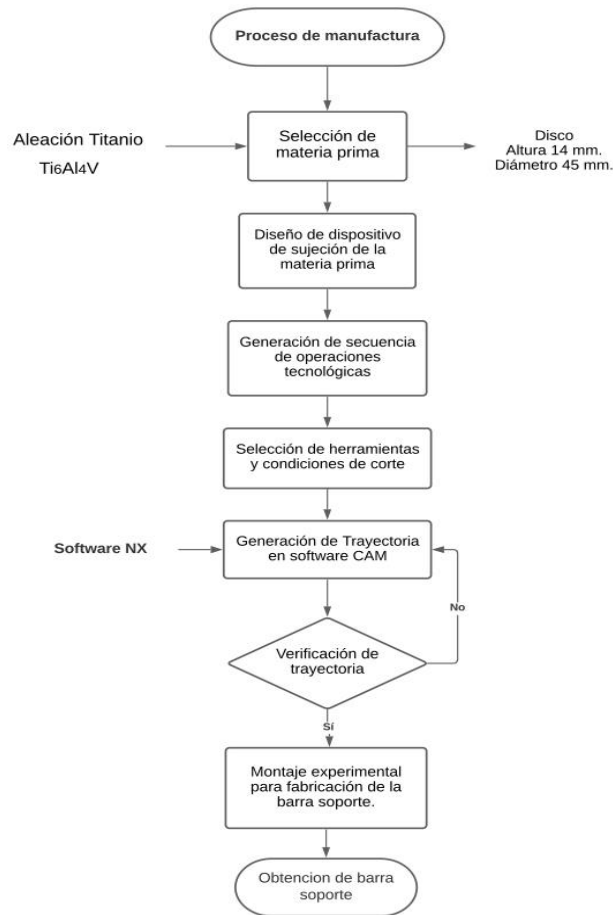 Proceso de manufactura
Aleación Titanio
Ti6Al4V
Selección de
materia prima
Disco
Altura 14 mm.
Diámetro 45 mm.
Diseño de dispositivo
de sujeción de la
materia prima
Generación de secuencia
de operaciones
tecnológicas
Selección de herramientas
y condiciones de corte
Software NX
Generación de Trayectoria
en software CAM
No
Verificación de
trayectoria
Sí
Montaje experimental
para fabricación de la
barra soporte.
Obtencion de barra
soporte